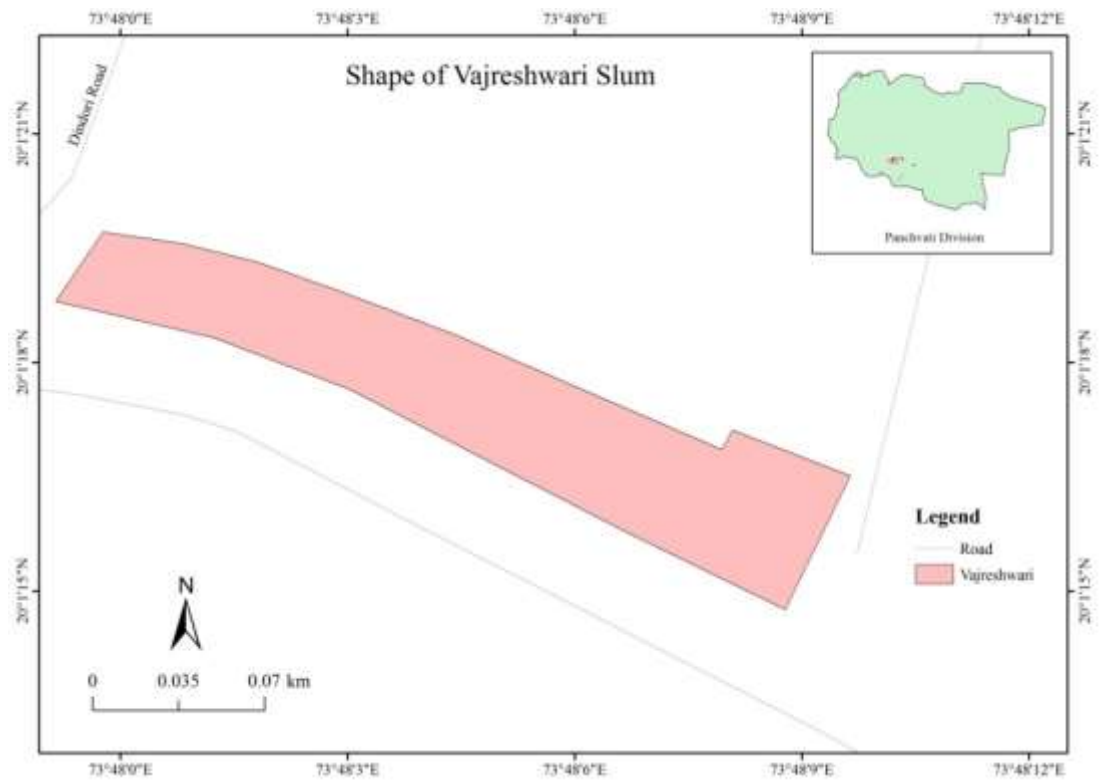 73°48'0"E 73°48'3"E 73°48'6"E 73°48'9"E 73°48'12"E
Shape of Vajreshwari Slum
Dindori Road
20°1'21"N
20°1'21"N
Panchvati Division
20°1'18"N
20°1'18"N
Legend
Road
Vajreshwari
20°1'15"N
20°1'15"N
N
0 0.035 0.07 km
73°48'0"E 73°48'3"E 73°48'6"E 73°48'9"E 73°48'12"E